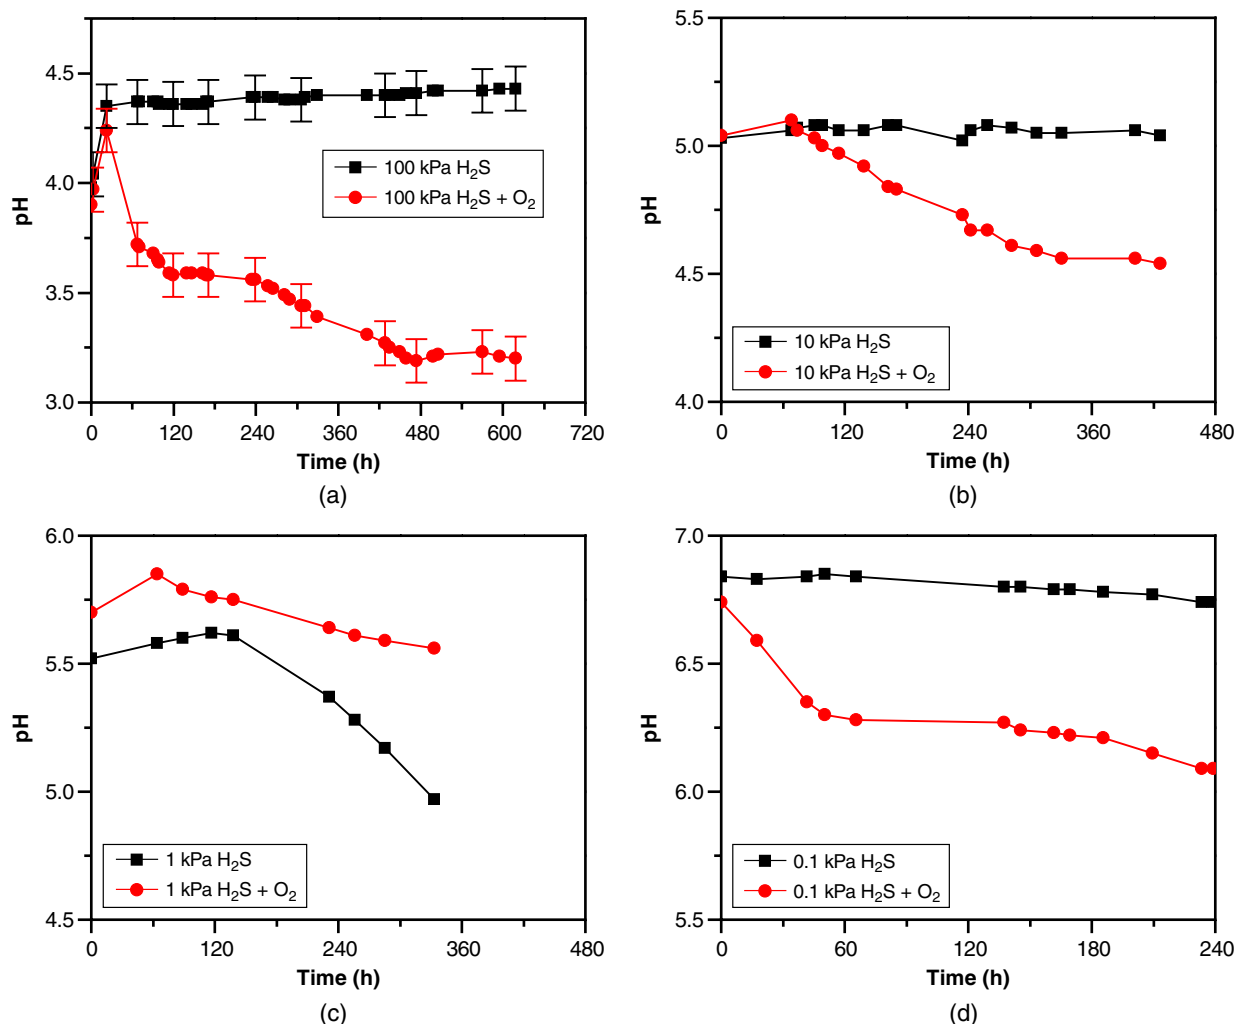 4.5
4.0
3.5
3.0
pH
100 kPa H₂S
100 kPa H₂S + O₂
0 120 240 360 480 600 720
Time (h)
(a)
5.5
5.0
4.5
4.0
pH
10 kPa H₂S
10 kPa H₂S + O₂
0 120 240 360 480
Time (h)
(b)
6.0
5.5
5.0
4.5
pH
1 kPa H₂S
1 kPa H₂S + O₂
0 120 240 360 480
Time (h)
(c)
7.0
6.5
6.0
5.5
pH
0.1 kPa H₂S
0.1 kPa H₂S + O₂
0 60 120 180 240
Time (h)
(d)